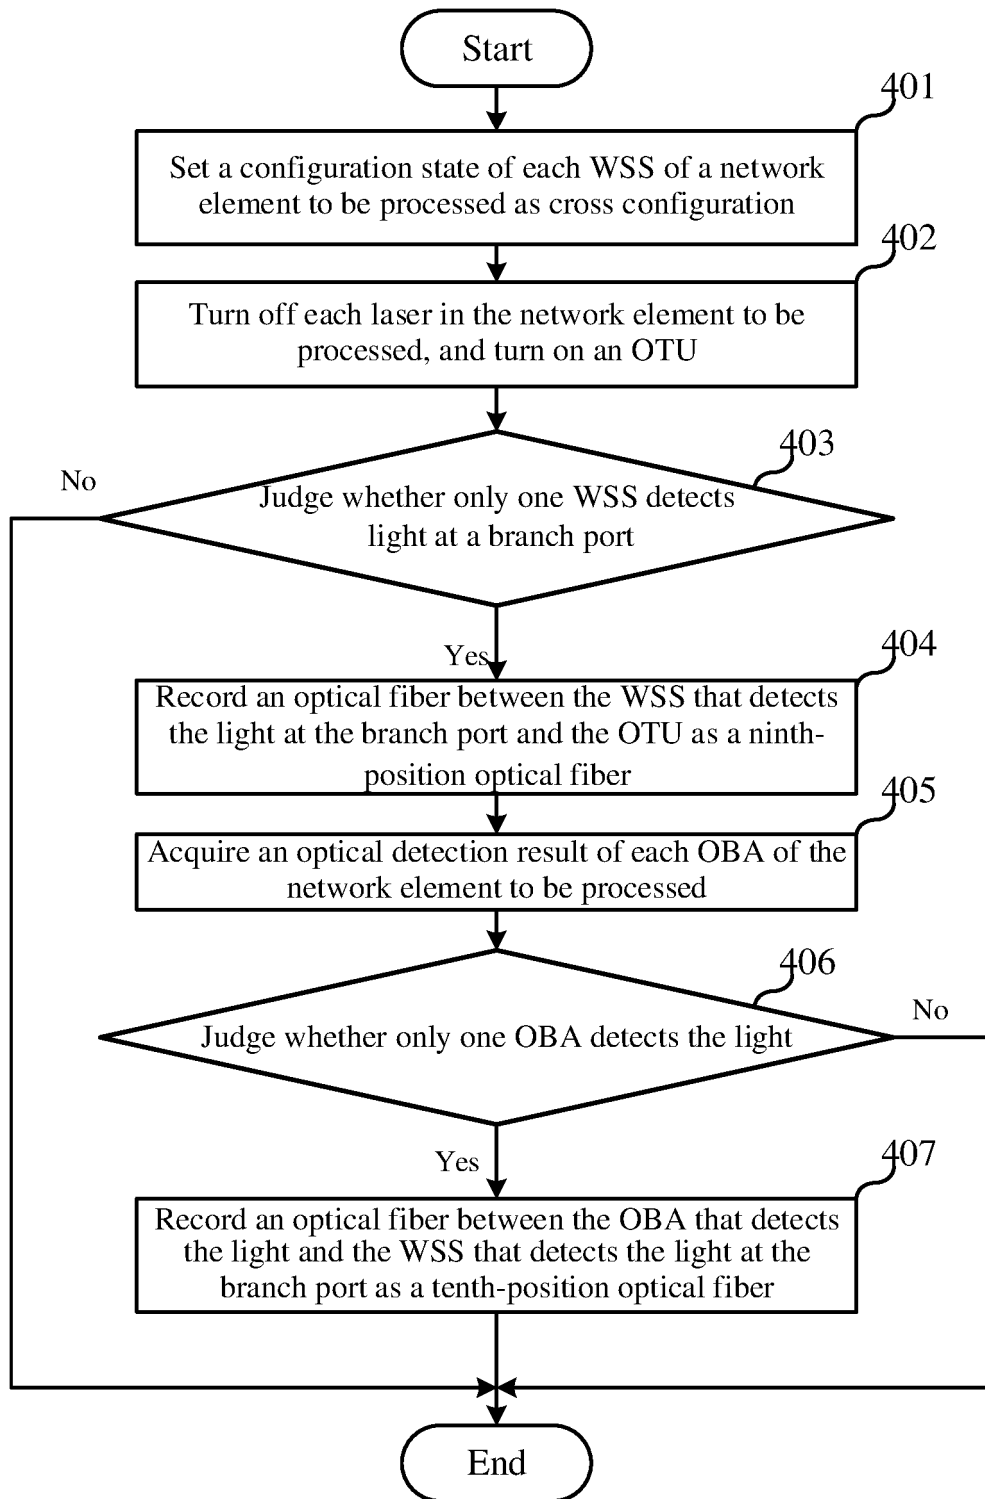 Start
401
Set a configuration state of each WSS of a network
element to be processed as cross configuration
402
Turn off each laser in the network element to be
processed, and turn on an OTU
403
No
Judge whether only one WSS detects
light at a branch port
Yes
404
Record an optical fiber between the WSS that detects
the light at the branch port and the OTU as a ninth-
position optical fiber
405
Acquire an optical detection result of each OBA of the
network element to be processed
406
No
Judge whether only one OBA detects the light
Yes
407
Record an optical fiber between the OBA that detects
the light and the WSS that detects the light at the
branch port as a tenth-position optical fiber
End